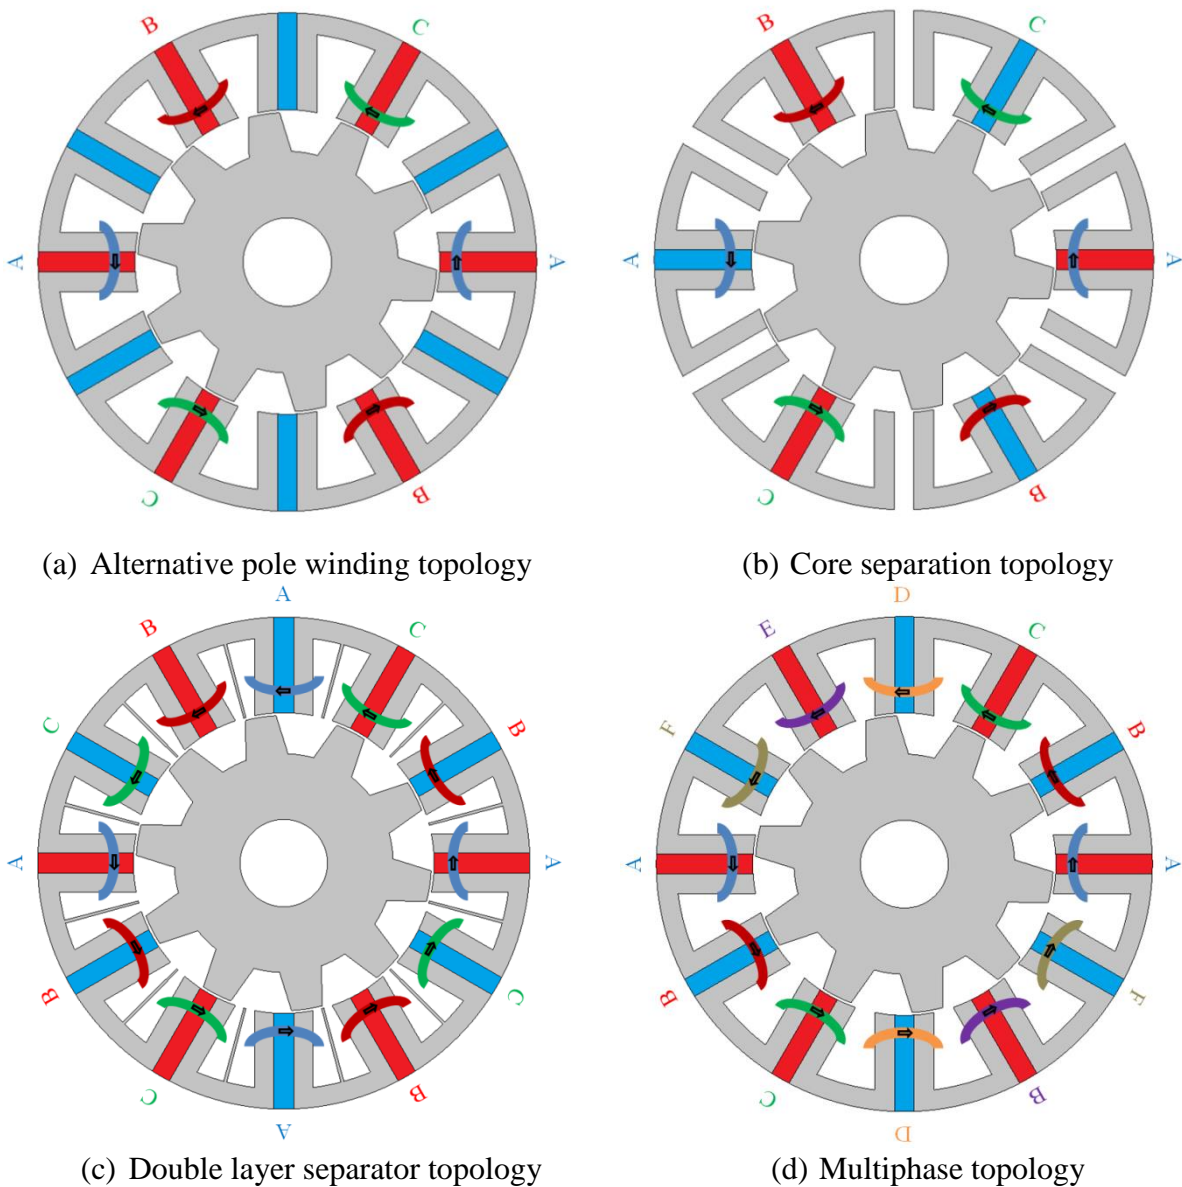 B
C
A
A
C
B
(a) Alternative pole winding topology
B
C
A
A
C
B
(b) Core separation topology
A
B
C
C
B
A
A
B
C
C
B
A
(c) Double layer separator topology
D
E
C
F
B
A
A
B
F
C
B
D
(d) Multiphase topology